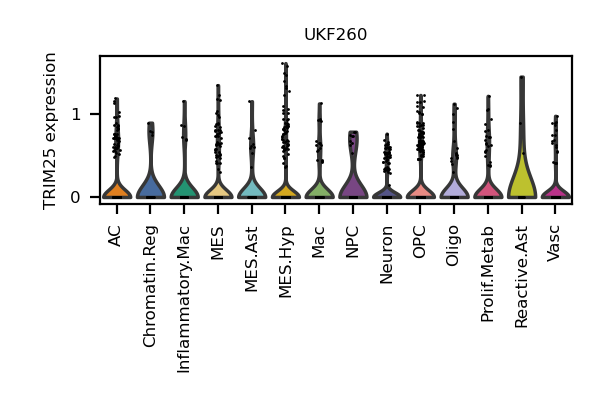 UKF260
TRIM25 expression
1
0
AC
Chromatin.Reg
Inflammatory.Mac
MES
MES.Ast
MES.Hyp
Mac
NPC
Neuron
OPC
Oligo
Prolif.Metab
Reactive.Ast
Vasc